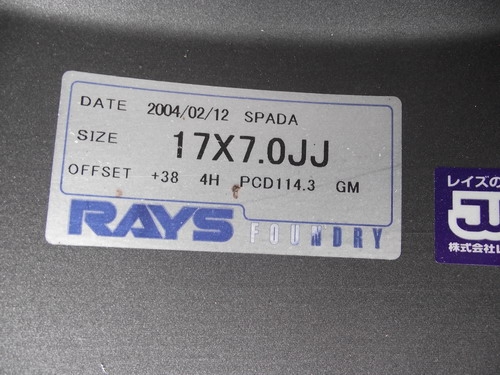 DATE 2004/02/12 SPADA
SIZE 17X7.0JJ
OFFSET +38 4H PCD114.3 GM
RAYS FOUNDRY
レイズの
株式会社レ